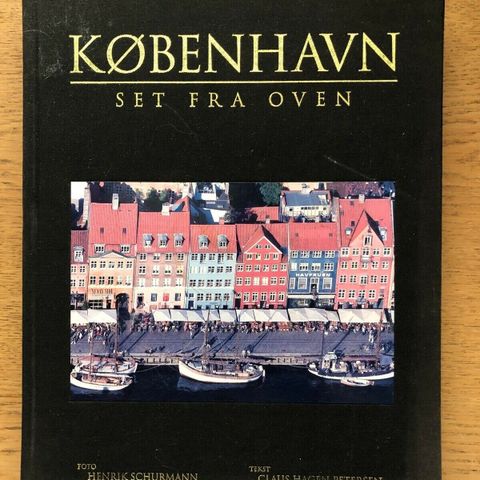 KØBENHAVN
SET FRA OVEN
HAVFRUEN
FOTO
HENRIK SCHURMANN
TEKST
CLAUS HAGEN PETERSEN